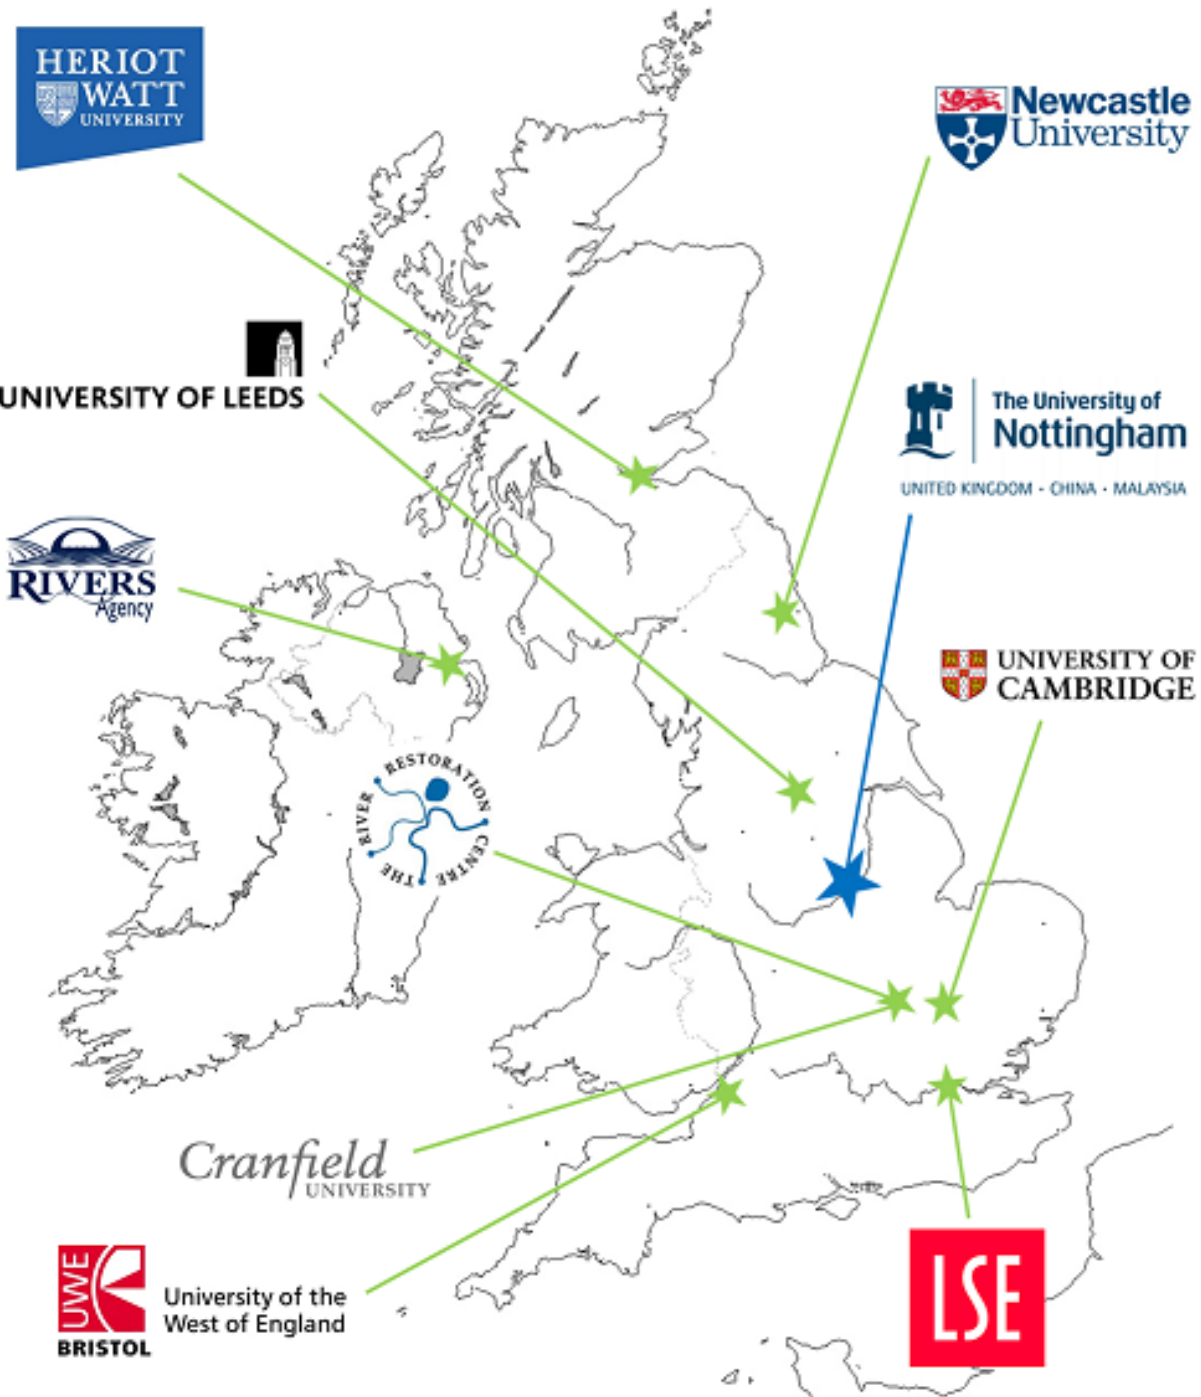 HERIOT
WATT
UNIVERSITY
Newcastle
University
UNIVERSITY OF LEEDS
The University of
Nottingham
UNITED KINGDOM · CHINA · MALAYSIA
RIVERS
Agency
UNIVERSITY OF
CAMBRIDGE
THE RIVER RESTORATION CENTRE
Cranfield
UNIVERSITY
UWE
BRISTOL
University of the
West of England
LSE